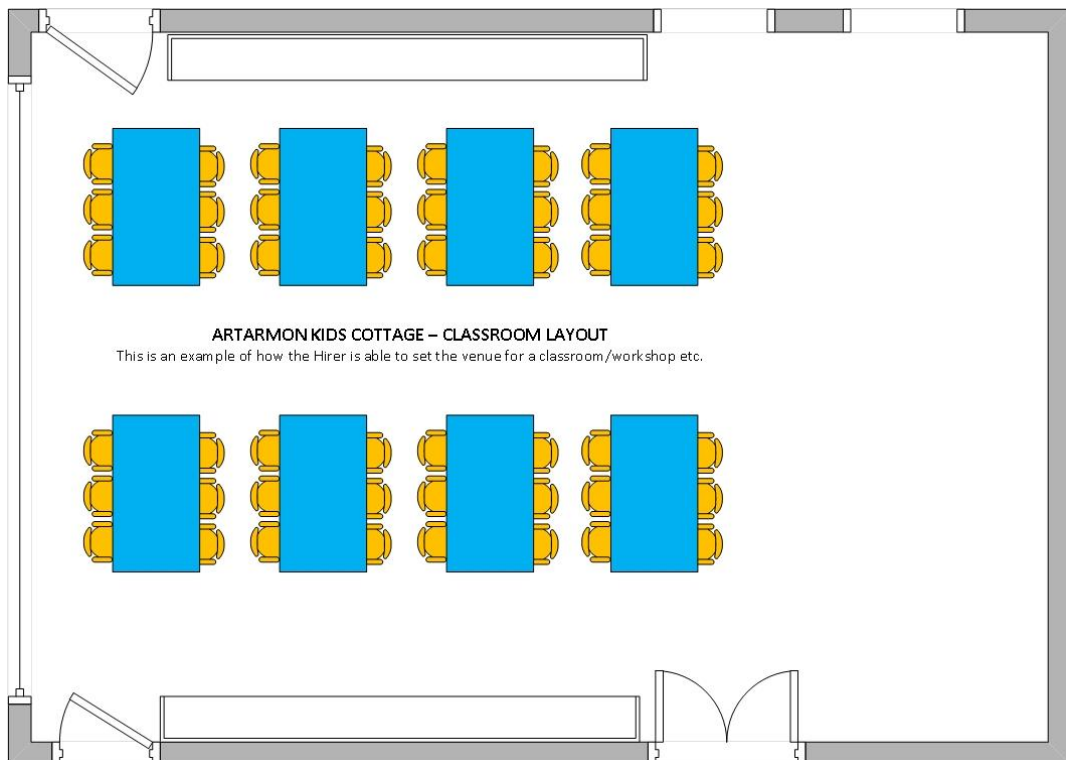 ARTARMON KIDS COTTAGE – CLASSROOM LAYOUT
This is an example of how the Hirer is able to set the venue for a classroom/workshop etc.